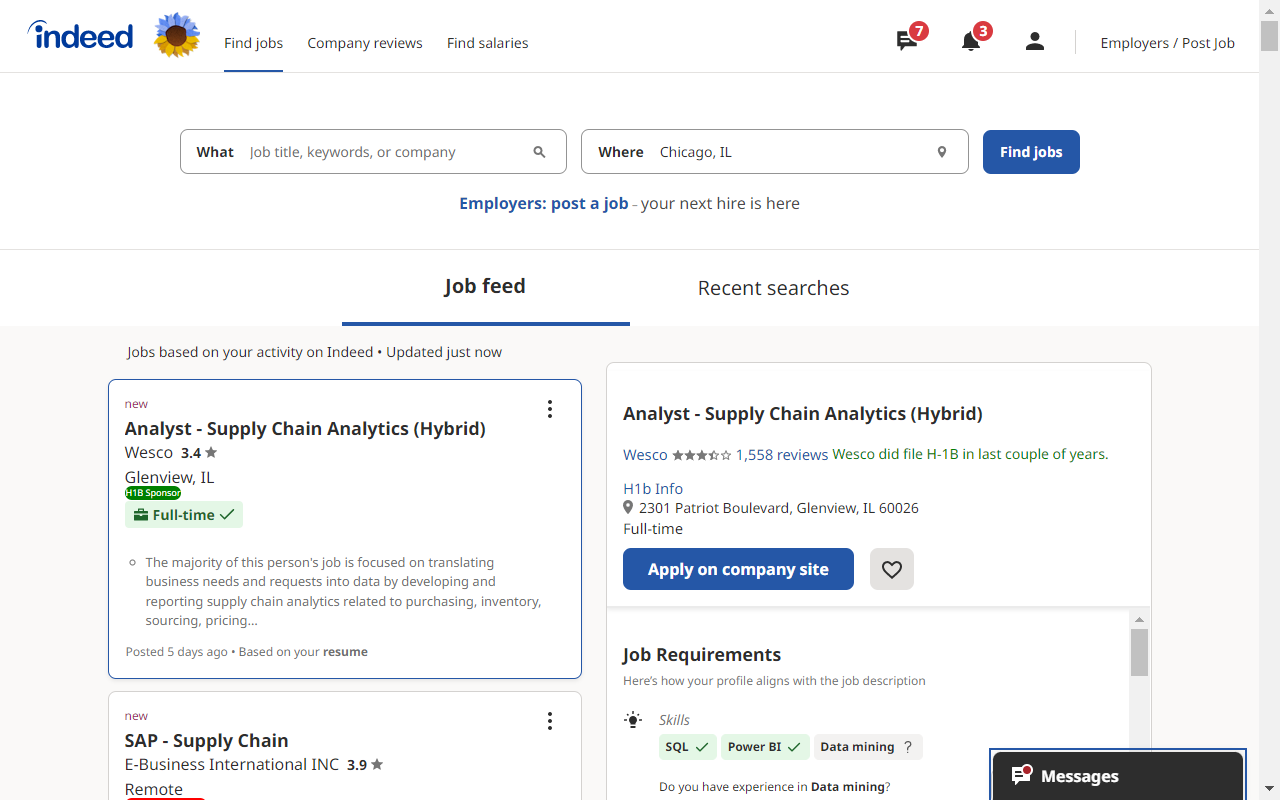 indeed
Find jobs
Company reviews
Find salaries
7
3
Employers / Post Job
What
Job title, keywords, or company
Where
Chicago, IL
Find jobs
Employers: post a job – your next hire is here
Job feed
Recent searches
Jobs based on your activity on Indeed • Updated just now
new
Analyst - Supply Chain Analytics (Hybrid)
Wesco 3.4
Glenview, IL
H1B Sponsor
Full-time
The majority of this person's job is focused on translating
business needs and requests into data by developing and
reporting supply chain analytics related to purchasing, inventory,
sourcing, pricing…
Posted 5 days ago • Based on your resume
new
SAP - Supply Chain
E-Business International INC 3.9
Remote
Analyst - Supply Chain Analytics (Hybrid)
Wesco 1,558 reviews Wesco did file H-1B in last couple of years.
H1b Info
2301 Patriot Boulevard, Glenview, IL 60026
Full-time
Apply on company site
Job Requirements
Here's how your profile aligns with the job description
Skills
SQL
Power BI
Data mining ?
Do you have experience in Data mining?
Messages